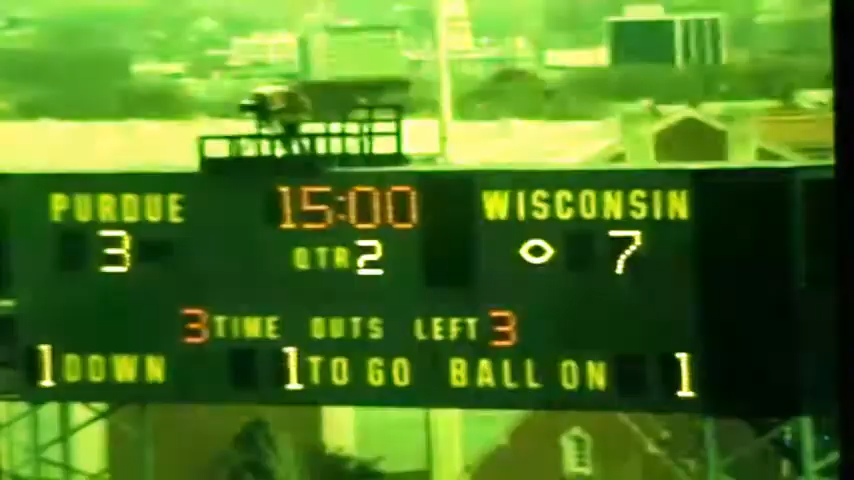 PURDUE 15:00 WISCONSIN
3 QTR 2 7
3 TIME OUTS LEFT 3
1 DOWN 1 TO GO BALL ON 1